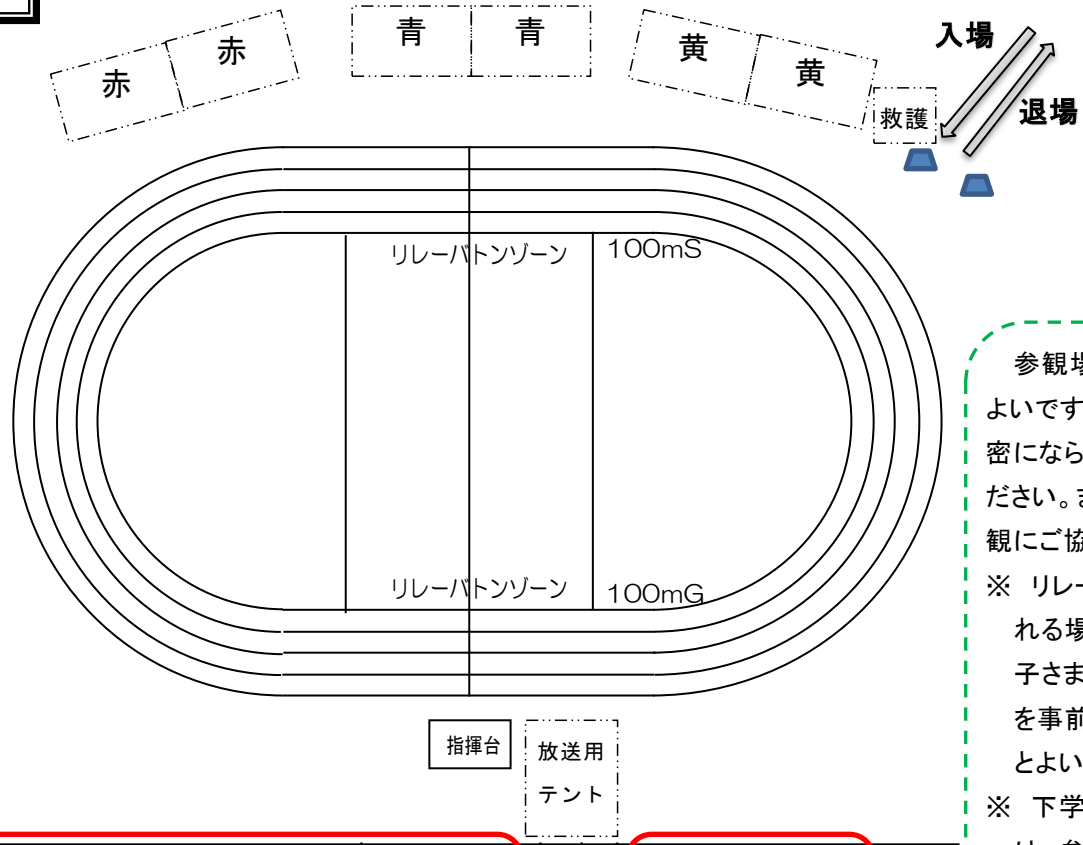 赤
赤
青
青
黄
黄
救護
入場
退場
リレーバトンゾーン
100mS
リレーバトンゾーン
100mG
指揮台
放送用
テント
参観場
よいです
密になら
ださい。
観にご協
※ リレー
れる場
子さま
を事前
とよい
※ 下学